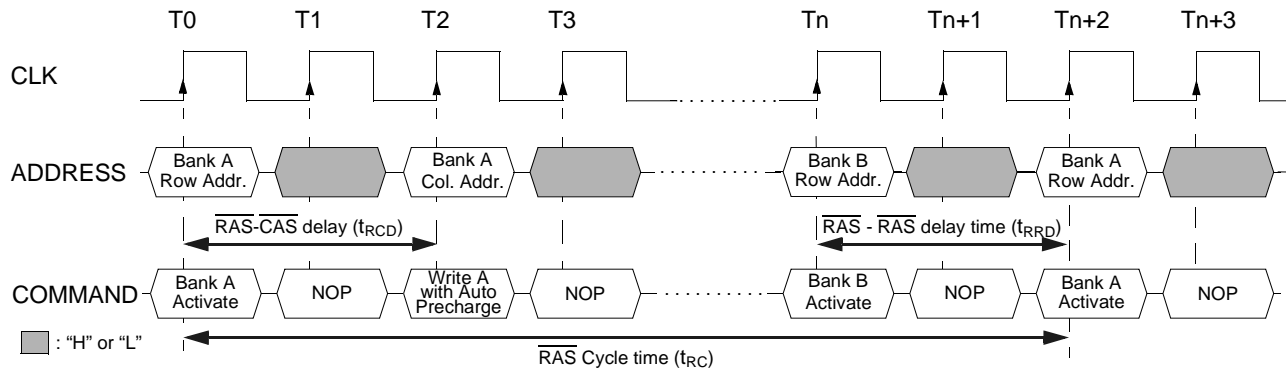 T0 T1 T2 T3 Tn Tn+1 Tn+2 Tn+3
CLK
ADDRESS
Bank A
Row Addr.
Bank A
Col. Addr.
Bank B
Row Addr.
Bank A
Row Addr.
RAS-CAS delay (tRCD)
RAS - RAS delay time (tRRD)
COMMAND
Bank A
Activate
NOP
Write A
with Auto
Precharge
NOP
Bank B
Activate
NOP
Bank A
Activate
NOP
: “H” or “L”
RAS Cycle time (tRC)